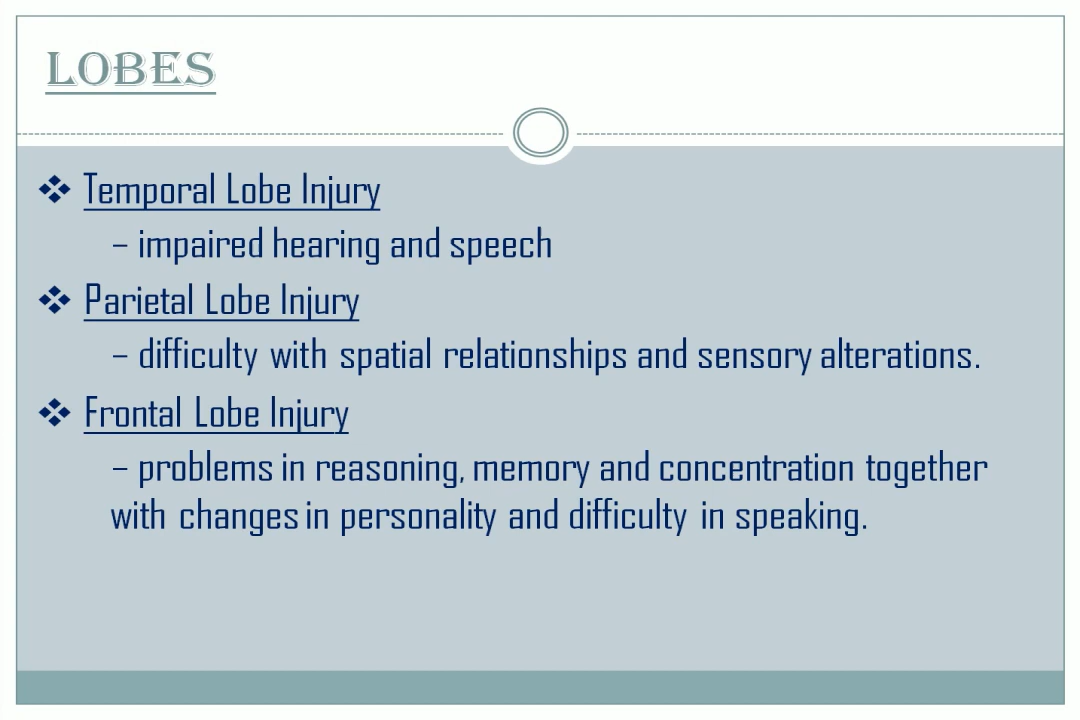 LOBES
❖ Temporal Lobe Injury
– impaired hearing and speech
❖ Parietal Lobe Injury
– difficulty with spatial relationships and sensory alterations.
❖ Frontal Lobe Injury
– problems in reasoning, memory and concentration together
with changes in personality and difficulty in speaking.